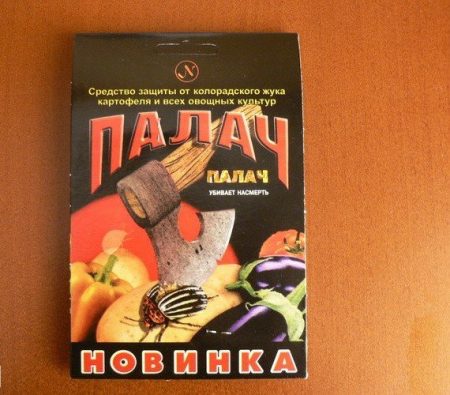 N
Средство защиты от колорадского жука
картофеля и всех овощных культур
ПАЛАЧ
ПАЛАЧ
УБИВАЕТ НАСМЕРТЬ
НОВИНКА